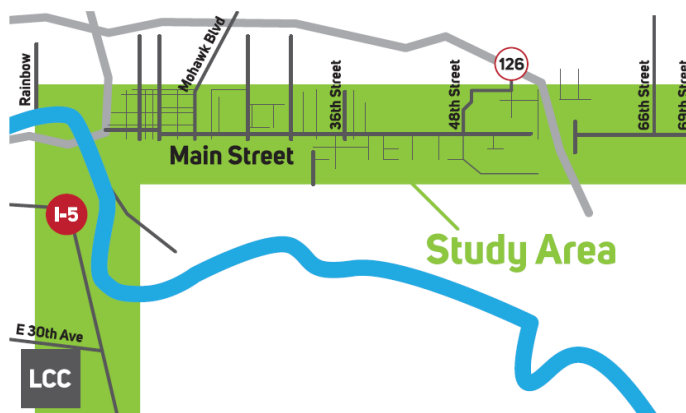 Rainbow
Mohawk Blvd
36th Street
48th Street
126
66th Street
69th
Main Street
I-5
Study Area
E 30th Ave
LCC